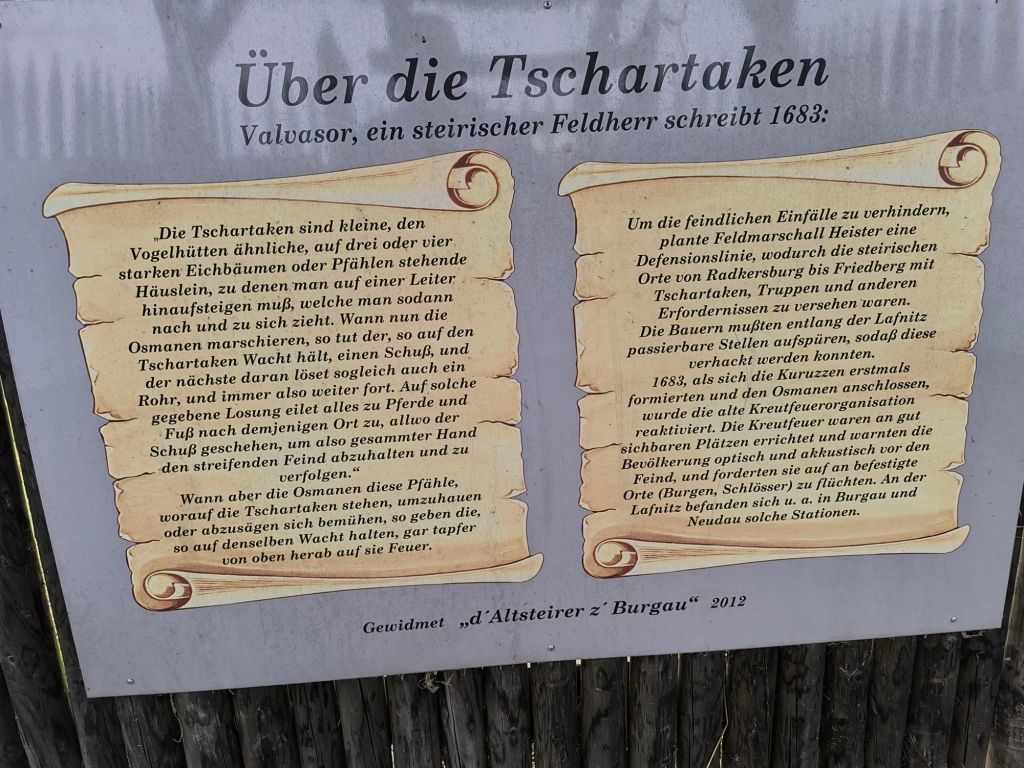 Über die Tschartaken
Valvasor, ein steirischer Feldherr schreibt 1683:
„Die Tschartaken sind kleine, den
Vogelhütten ähnliche, auf drei oder vier
starken Eichbäumen oder Pfählen stehende
Häuslein, zu denen man auf einer Leiter
hinaufsteigen muß, welche man sodann
nach und zu sich zieht. Wann nun die
Osmanen marschieren, so tut der, so auf den
Tschartaken Wacht hält, einen Schuß, und
der nächste daran löset sogleich auch ein
Rohr, und immer also weiter fort. Auf solche
gegebene Losung eilet alles zu Pferde und
Fuß nach demjenigen Ort zu, allwo der
Schuß geschehen, um also gesammter Hand
den streifenden Feind abzuhalten und zu
verfolgen.“
Wann aber die Osmanen diese Pfähle,
worauf die Tschartaken stehen, umzuhauen
oder abzusägen sich bemühen, so geben die,
so auf denselben Wacht halten, gar tapfer
von oben herab auf sie Feuer.
Um die feindlichen Einfälle zu verhindern,
plante Feldmarschall Heister eine
Defensionslinie, wodurch die steirischen
Orte von Radkersburg bis Friedberg mit
Tschartaken, Truppen und anderen
Erfordernissen zu versehen waren.
Die Bauern mußten entlang der Lafnitz
passierbare Stellen aufspüren, sodaß diese
verhackt werden konnten.
1683, als sich die Kuruzzen erstmals
formierten und den Osmanen anschlossen,
wurde die alte Kreutfeuerorganisation
reaktiviert. Die Kreutfeuer waren an gut
sichbaren Plätzen errichtet und warnten die
Bevölkerung optisch und akkustisch vor den
Feind, und forderten sie auf an befestigte
Orte (Burgen, Schlösser) zu flüchten. An der
Lafnitz befanden sich u. a. in Burgau und
Neudau solche Stationen.
Gewidmet „d´Altsteirer z´ Burgau“ 2012